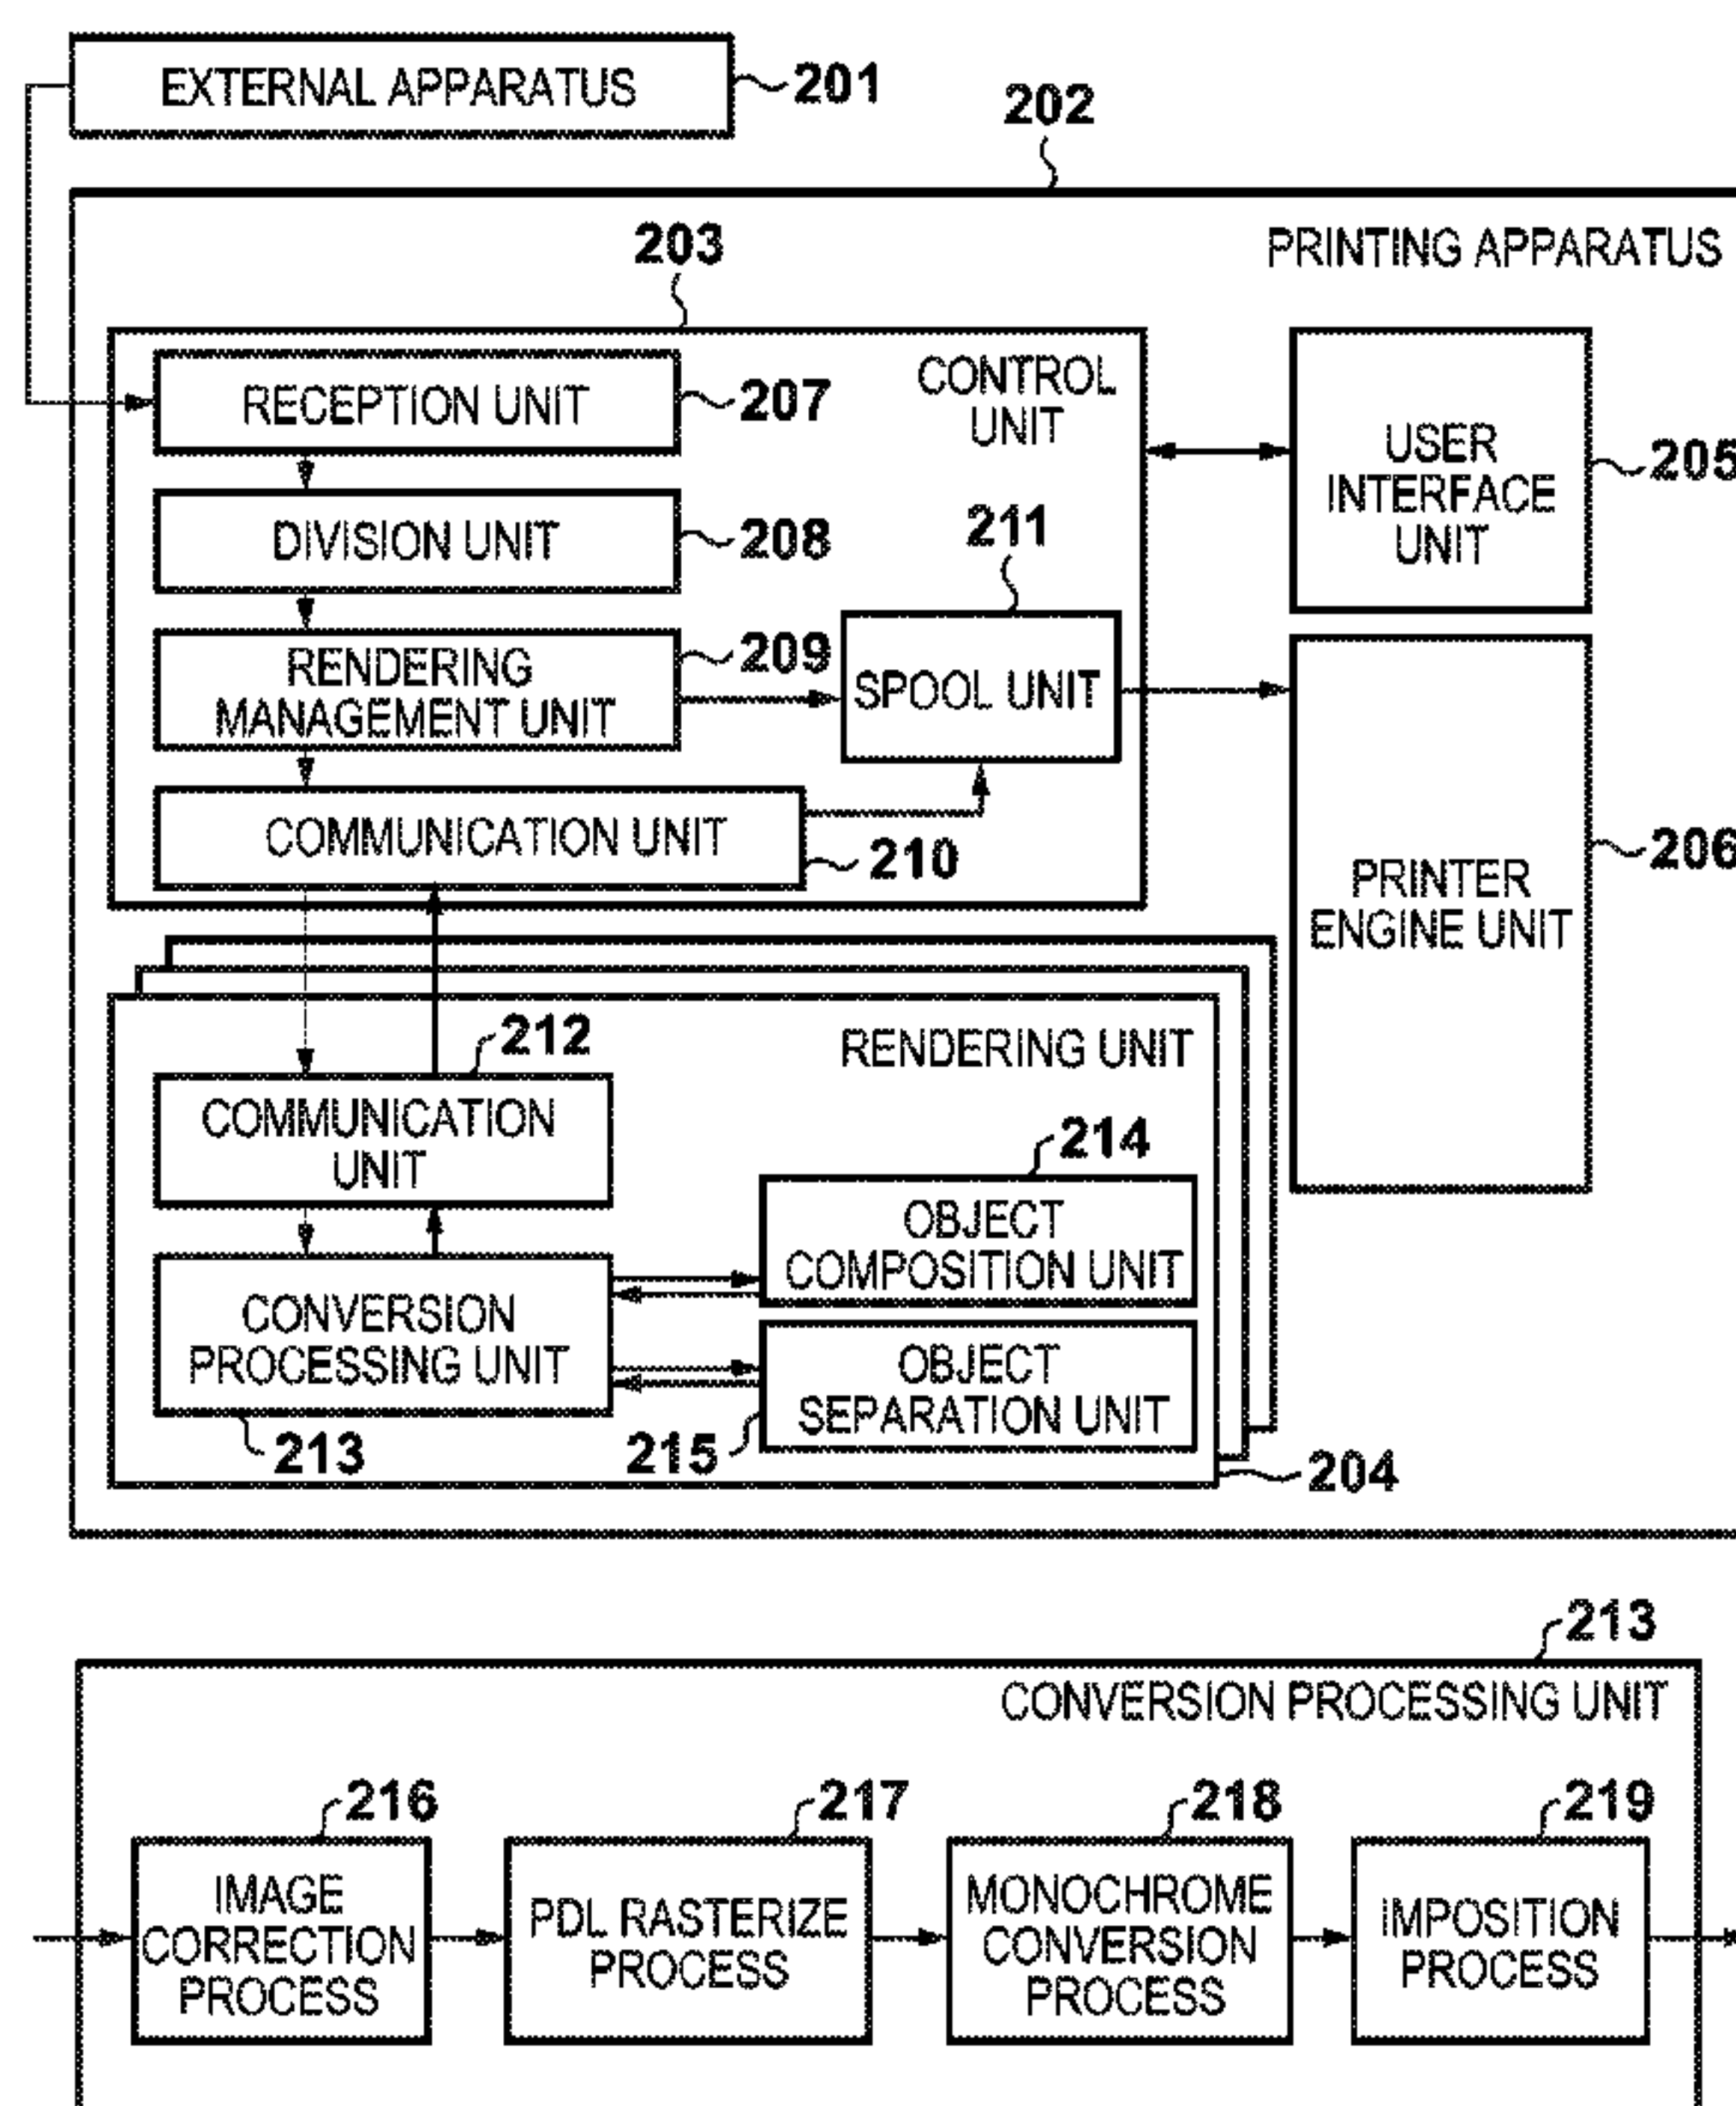 EXTERNAL APPARATUS
201
202
PRINTING APPARATUS
203
CONTROL
UNIT
RECEPTION UNIT
207
DIVISION UNIT
208
RENDERING
MANAGEMENT UNIT
209
211
SPOOL UNIT
COMMUNICATION UNIT
210
USER
INTERFACE
UNIT
205
PRINTER
ENGINE UNIT
206
RENDERING UNIT
212
COMMUNICATION
UNIT
214
OBJECT
COMPOSITION UNIT
CONVERSION
PROCESSING UNIT
213
OBJECT
SEPARATION UNIT
215
204
213
CONVERSION PROCESSING UNIT
216
IMAGE
CORRECTION
PROCESS
217
PDL RASTERIZE
PROCESS
218
MONOCHROME
CONVERSION
PROCESS
219
IMPOSITION
PROCESS